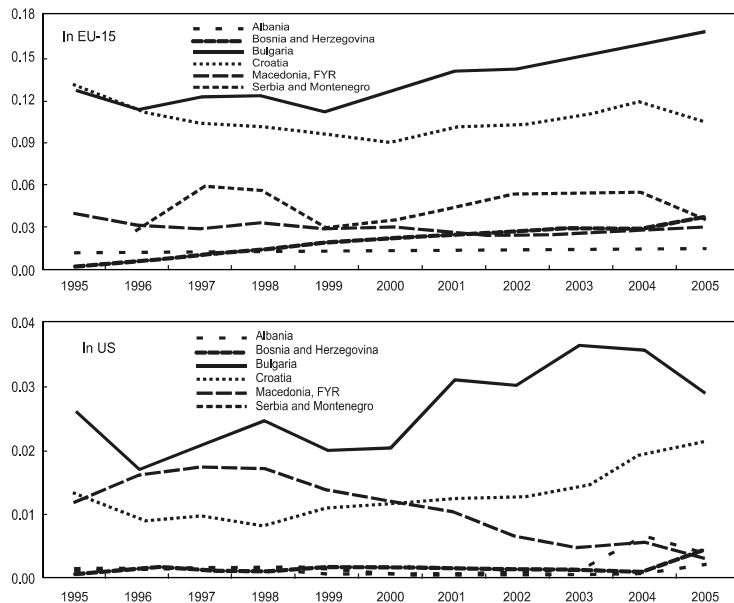 0.18
In EU-15
Albania
Bosnia and Herzegovina
Bulgaria
Croatia
Macedonia, FYR
Serbia and Montenegro
0.15
0.12
0.09
0.06
0.03
0.00
1995 1996 1997 1998 1999 2000 2001 2002 2003 2004 2005
0.04
In US
Albania
Bosnia and Herzegovina
Bulgaria
Croatia
Macedonia, FYR
Serbia and Montenegro
0.03
0.02
0.01
0.00
1995 1996 1997 1998 1999 2000 2001 2002 2003 2004 2005